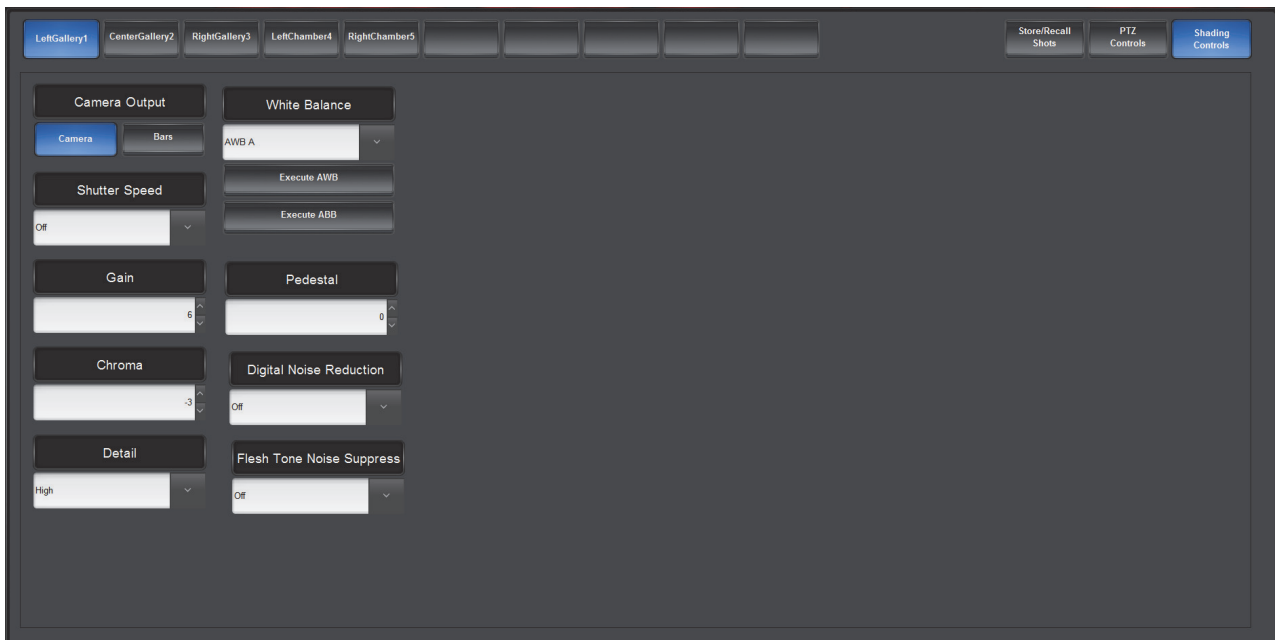 LeftGallery1
CenterGallery2
RightGallery3
LeftChamber4
RightChamber5
Store/Recall
Shots
PTZ
Controls
Shading
Controls
Camera Output
Camera
Bars
White Balance
AWB A
Execute AWB
Execute ABB
Shutter Speed
Off
Gain
6
Pedestal
0
Chroma
-3
Digital Noise Reduction
Off
Detail
High
Flesh Tone Noise Suppress
Off